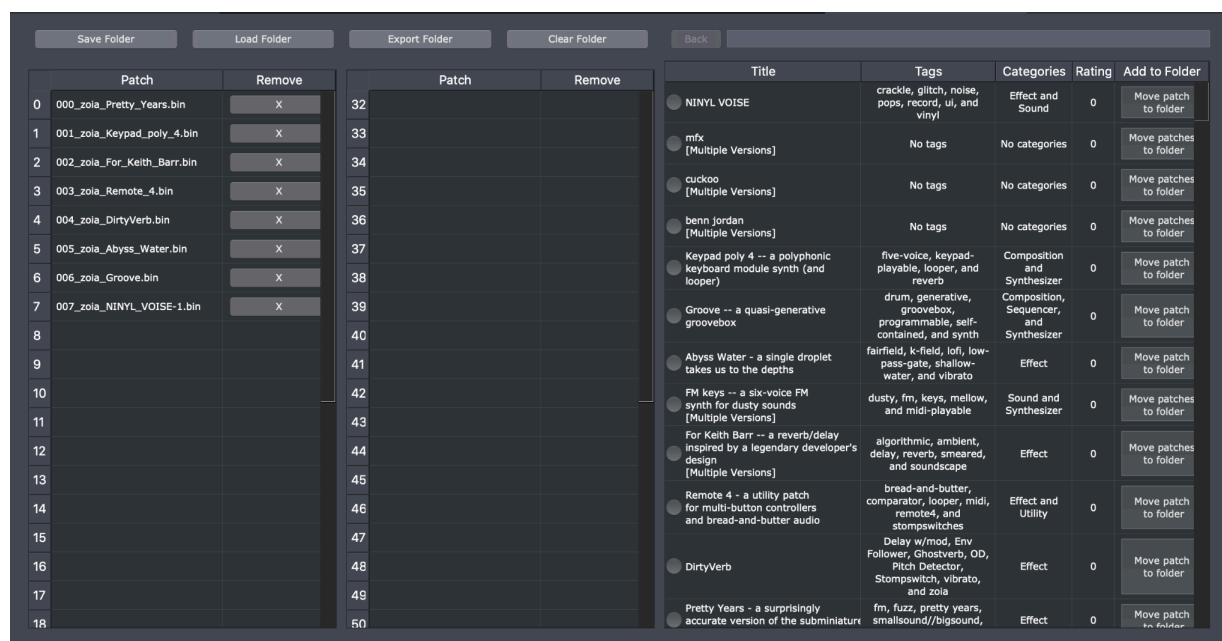 Save Folder
Load Folder
Export Folder
Clear Folder
Back
Patch
Remove
0 000_zoia_Pretty_Years.bin X
1 001_zoia_Keypad_poly_4.bin X
2 002_zoia_For_Keith_Barr.bin X
3 003_zoia_Remote_4.bin X
4 004_zoia_DirtyVerb.bin X
5 005_zoia_Abyss_Water.bin X
6 006_zoia_Groove.bin X
7 007_zoia_NINYL_VOISE-1.bin X
8
9
10
11
12
13
14
15
16
17
18
Patch
Remove
32
33
34
35
36
37
38
39
40
41
42
43
44
45
46
47
48
49
50
Title
Tags
Categories
Rating
Add to Folder
NINYL VOISE
crackle, glitch, noise,
pops, record, ui, and
vinyl
Effect and
Sound
0
Move patch
to folder
mfx
[Multiple Versions]
No tags
No categories
0
Move patches
to folder
cuckoo
[Multiple Versions]
No tags
No categories
0
Move patches
to folder
benn jordan
[Multiple Versions]
No tags
No categories
0
Move patches
to folder
Keypad poly 4 -- a polyphonic
keyboard module synth (and
looper)
five-voice, keypad-
playable, looper, and
reverb
Composition
and
Synthesizer
0
Move patch
to folder
Groove -- a quasi-generative
groovebox
drum, generative,
groovebox,
programmable, self-
contained, and synth
Composition,
Sequencer,
and
Synthesizer
0
Move patch
to folder
Abyss Water - a single droplet
takes us to the depths
fairfield, k-field, lofi, low-
pass-gate, shallow-
water, and vibrato
Effect
0
Move patch
to folder
FM keys -- a six-voice FM
synth for dusty sounds
[Multiple Versions]
dusty, fm, keys, mellow,
and midi-playable
Sound and
Synthesizer
0
Move patches
to folder
For Keith Barr -- a reverb/delay
inspired by a legendary developer's
design
[Multiple Versions]
algorithmic, ambient,
delay, reverb, smeared,
and soundscape
Effect
0
Move patches
to folder
Remote 4 - a utility patch
for multi-button controllers
and bread-and-butter audio
bread-and-butter,
comparator, looper, midi,
remote4, and
stompswitches
Effect and
Utility
0
Move patch
to folder
DirtyVerb
Delay w/mod, Env
Follower, Ghostverb, OD,
Pitch Detector,
Stompswitch, vibrato,
and zoia
Effect
0
Move patch
to folder
Pretty Years - a surprisingly
accurate version of the subminiature
fm, fuzz, pretty years,
smallsound//bigsound,
Effect
0
Move patch
to folder